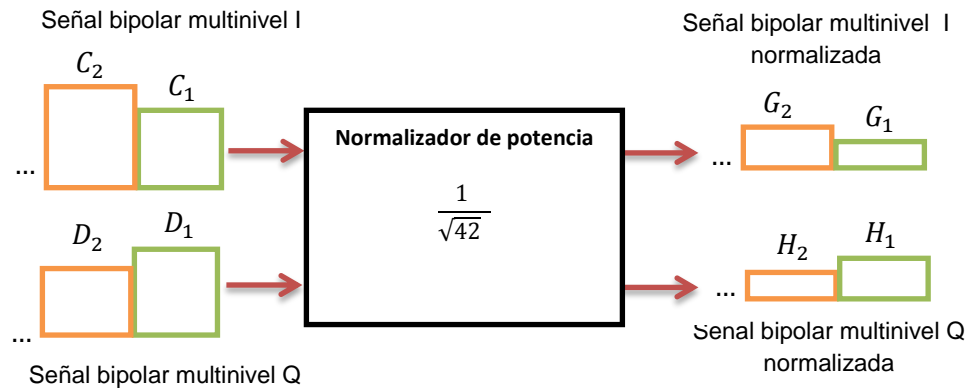 Señal bipolar multinivel I
C₂
C₁
...
D₂
D₁
...
Señal bipolar multinivel Q
Normalizador de potencia
1/√42
Señal bipolar multinivel I
normalizada
G₂
G₁
...
H₂
H₁
...
Senal bipolar multinivel Q
normalizada